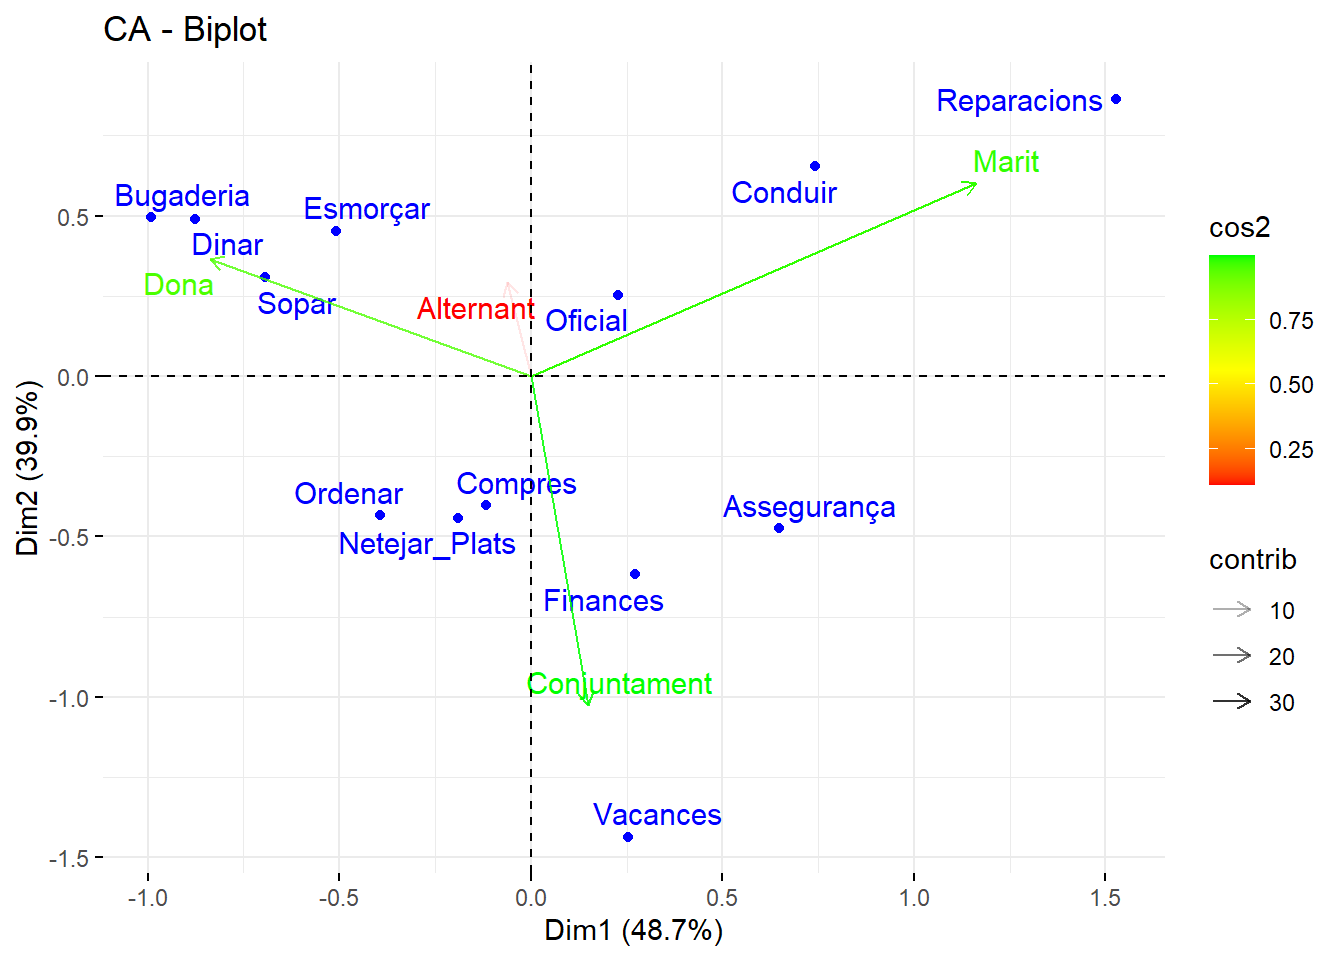 CA - Biplot
Reparacions
Marit
Conduir
Bugaderia
Esmorçar
Dinar
Dona
Sopar
Alternant
Oficial
Ordenar
Compres
Netejar_Plats
Assegurança
Finances
Conjuntament
Vacances
0.5
0.0
-0.5
-1.0
-1.5
Dim2 (39.9%)
-1.0
-0.5
0.0
0.5
1.0
1.5
Dim1 (48.7%)
cos2
0.75
0.50
0.25
contrib
10
20
30